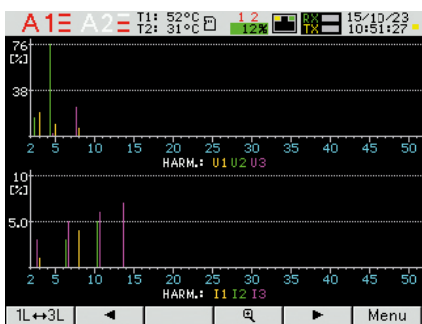 A1 A2 T1: 52°C 1 2 RX 15/10/23
T2: 31°C 12% TX 10:51:27
76
[%]
38
2 5 10 15 20 25 30 35 40 45 50
HARM.: U1 U2 U3
10
[%]
5.0
2 5 10 15 20 25 30 35 40 45 50
HARM.: I1 I2 I3
1L↔3L ◄ ► Menu